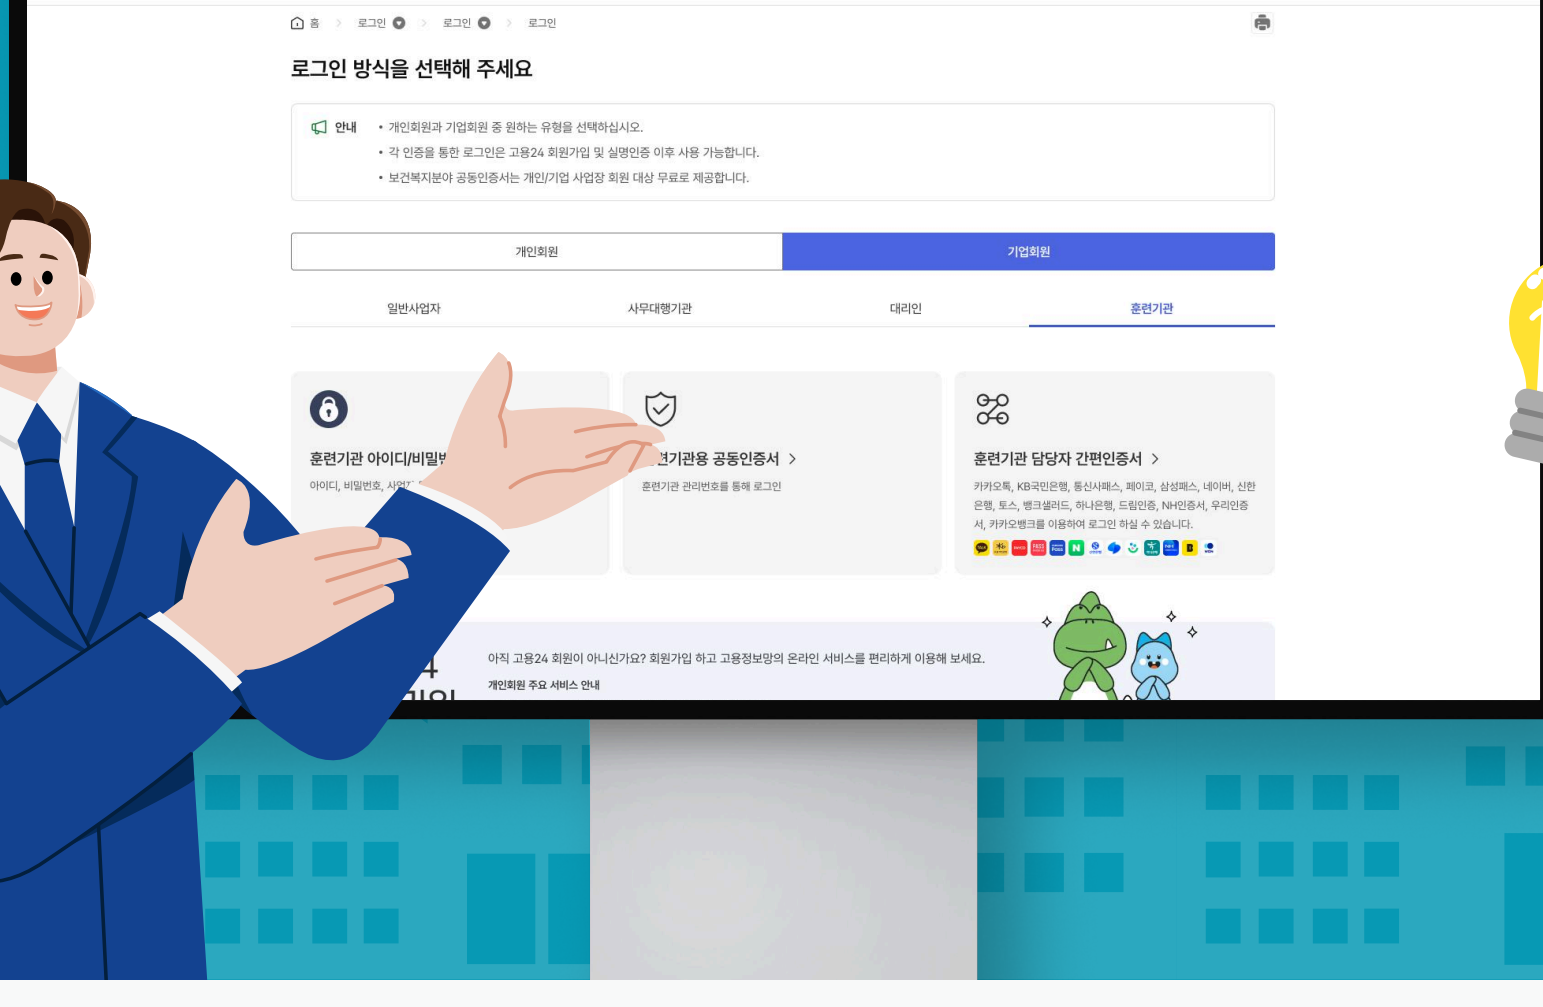 홈 > 로그인 > 로그인 > 로그인
로그인 방식을 선택해 주세요
안내 • 개인회원과 기업회원 중 원하는 유형을 선택하십시오.
• 각 인증을 통한 로그인은 고용24 회원가입 및 실명인증 이후 사용 가능합니다.
• 보건복지분야 공동인증서는 개인/기업 사업장 회원 대상 무료로 제공합니다.
개인회원 기업회원
일반사업자 사무대행기관 대리인 훈련기관
훈련기관 아이디/비밀
아이디, 비밀번호,
련기관용 공동인증서 >
훈련기관 관리번호를 통해 로그인
훈련기관 담당자 간편인증서 >
카카오톡, KB국민은행, 통신사패스, 페이코, 삼성패스, 네이버, 신한
은행, 토스, 뱅크샐러드, 하나은행, 드림인증, NH인증서, 우리인증
서, 카카오뱅크를 이용하여 로그인 하실 수 있습니다.
아직 고용24 회원이 아니신가요? 회원가입 하고 고용정보망의 온라인 서비스를 편리하게 이용해 보세요.
개인회원 주요 서비스 안내